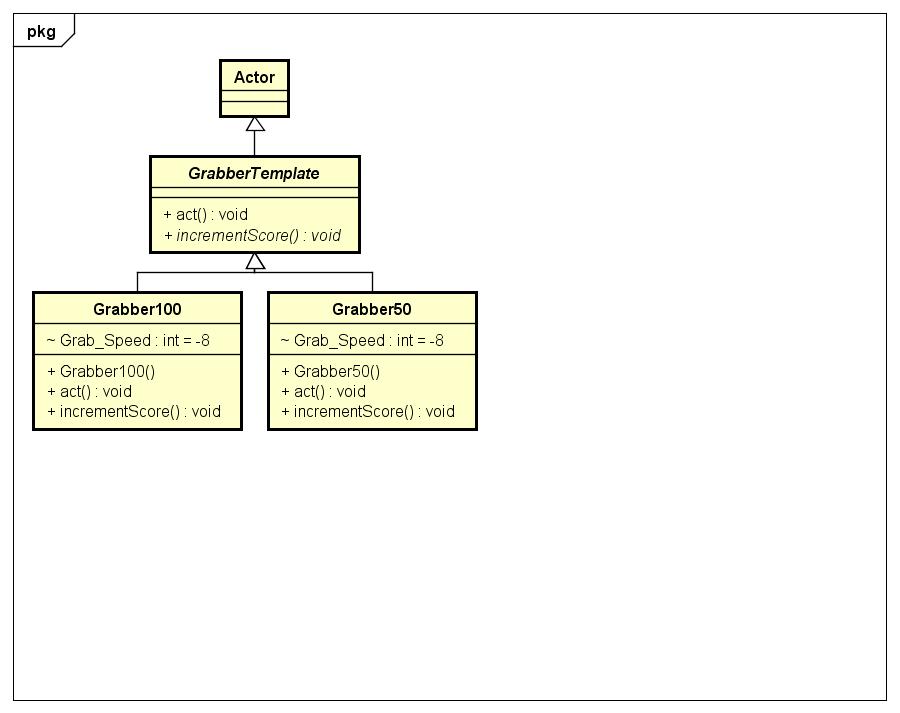 pkg
Actor
GrabberTemplate
+ act() : void
+ incrementScore() : void
Grabber100
~ Grab_Speed : int = -8
+ Grabber100()
+ act() : void
+ incrementScore() : void
Grabber50
~ Grab_Speed : int = -8
+ Grabber50()
+ act() : void
+ incrementScore() : void